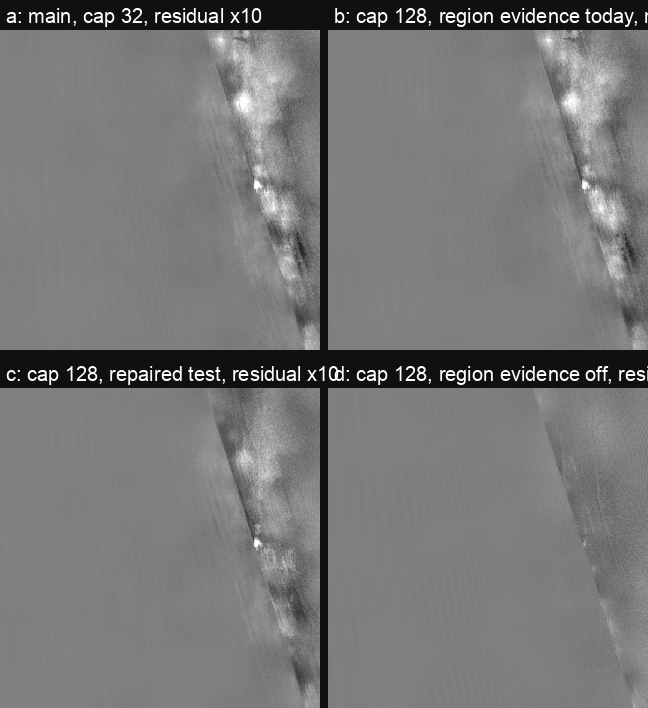 a: main, cap 32, residual x10
b: cap 128, region evidence today,
c: cap 128, repaired test, residual x10
d: cap 128, region evidence off,